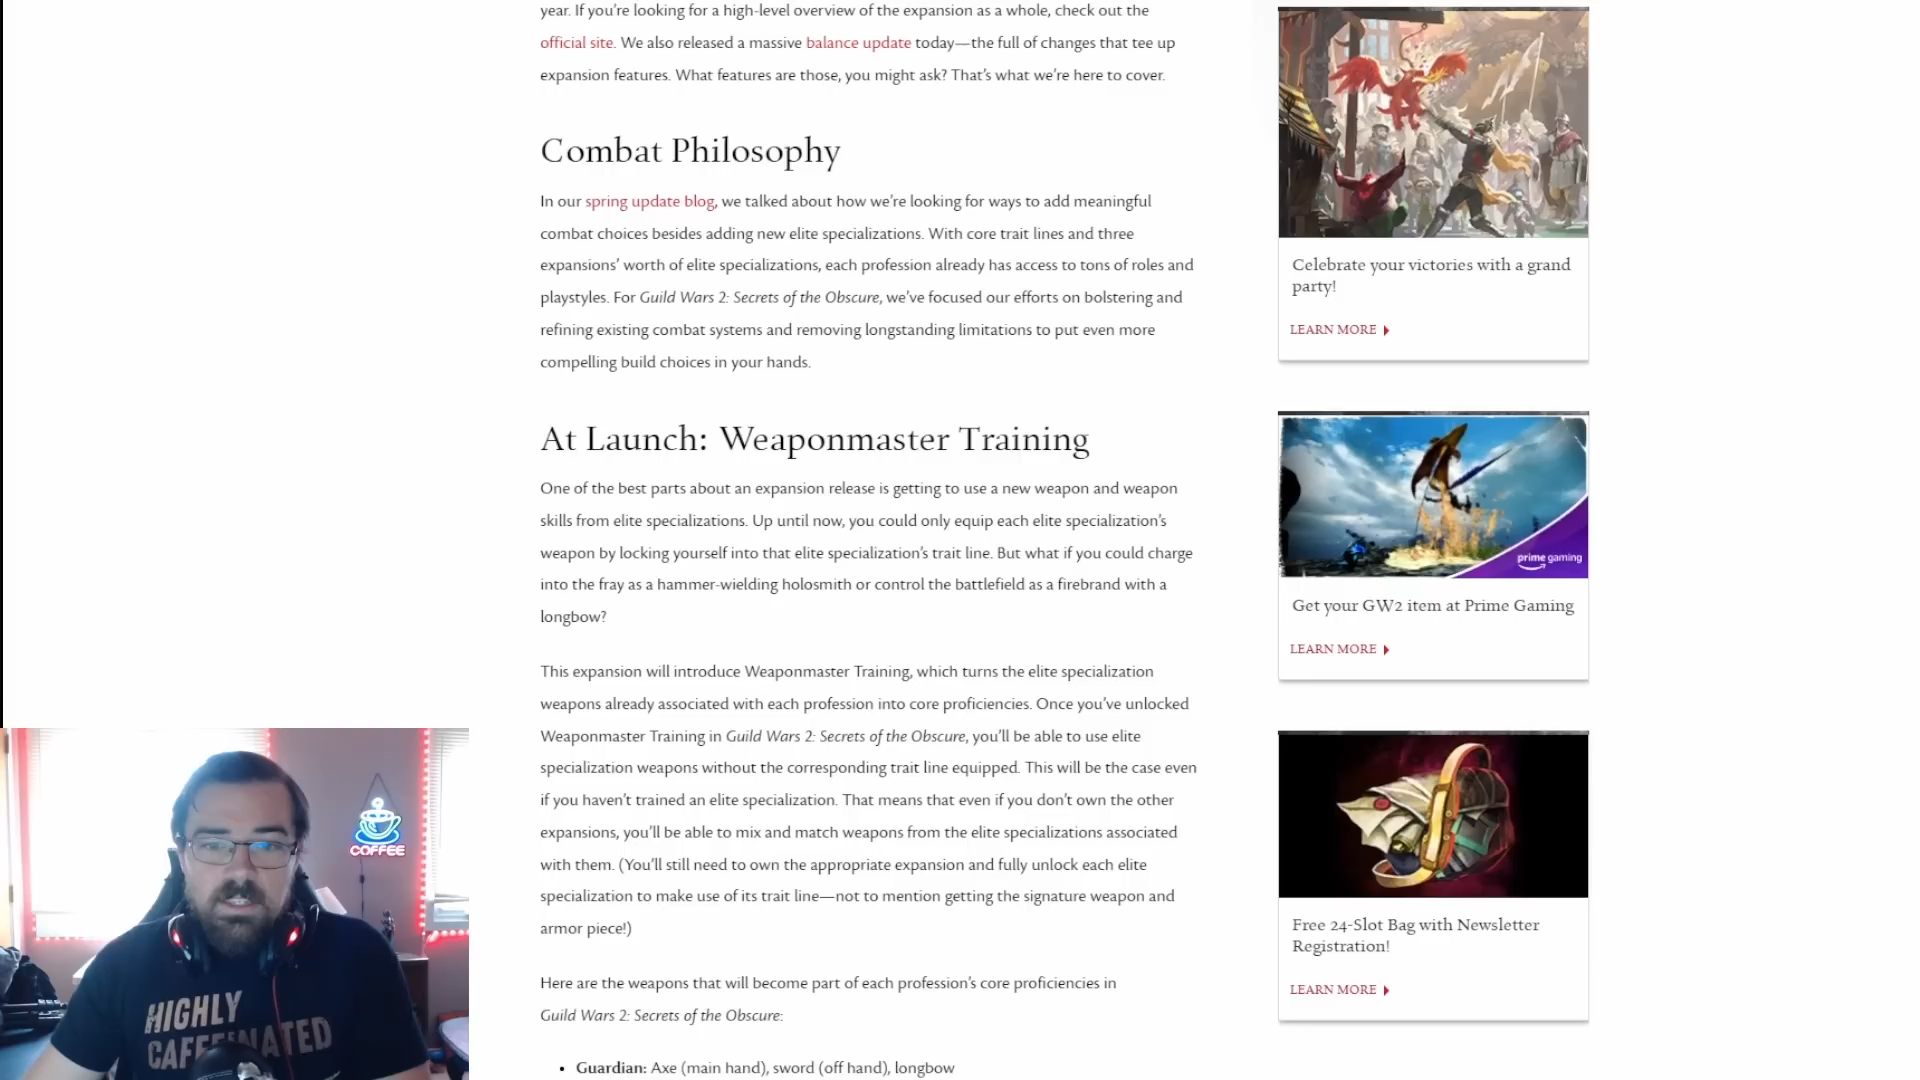 year. If you're looking for a high-level overview of the expansion as a whole, check out the
official site. We also released a massive balance update today—the full of changes that tee up
expansion features. What features are those, you might ask? That's what we're here to cover.
Combat Philosophy
In our spring update blog, we talked about how we're looking for ways to add meaningful
combat choices besides adding new elite specializations. With core trait lines and three
expansions' worth of elite specializations, each profession already has access to tons of roles and
playstyles. For Guild Wars 2: Secrets of the Obscure, we've focused our efforts on bolstering and
refining existing combat systems and removing longstanding limitations to put even more
compelling build choices in your hands.
At Launch: Weaponmaster Training
One of the best parts about an expansion release is getting to use a new weapon and weapon
skills from elite specializations. Up until now, you could only equip each elite specialization's
weapon by locking yourself into that elite specialization's trait line. But what if you could charge
into the fray as a hammer-wielding holosmith or control the battlefield as a firebrand with a
longbow?
This expansion will introduce Weaponmaster Training, which turns the elite specialization
weapons already associated with each profession into core proficiencies. Once you've unlocked
Weaponmaster Training in Guild Wars 2: Secrets of the Obscure, you'll be able to use elite
specialization weapons without the corresponding trait line equipped. This will be the case even
if you haven't trained an elite specialization. That means that even if you don't own the other
expansions, you'll be able to mix and match weapons from the elite specializations associated
with them. (You'll still need to own the appropriate expansion and fully unlock each elite
specialization to make use of its trait line—not to mention getting the signature weapon and
armor piece!)
Here are the weapons that will become part of each profession's core proficiencies in
Guild Wars 2: Secrets of the Obscure:
• Guardian: Axe (main hand), sword (off hand), longbow
Celebrate your victories with a grand
party!
LEARN MORE
prime gaming
Get your GW2 item at Prime Gaming
LEARN MORE
Free 24-Slot Bag with Newsletter
Registration!
LEARN MORE
COFFEE
HIGHLY
CAFFEINATED